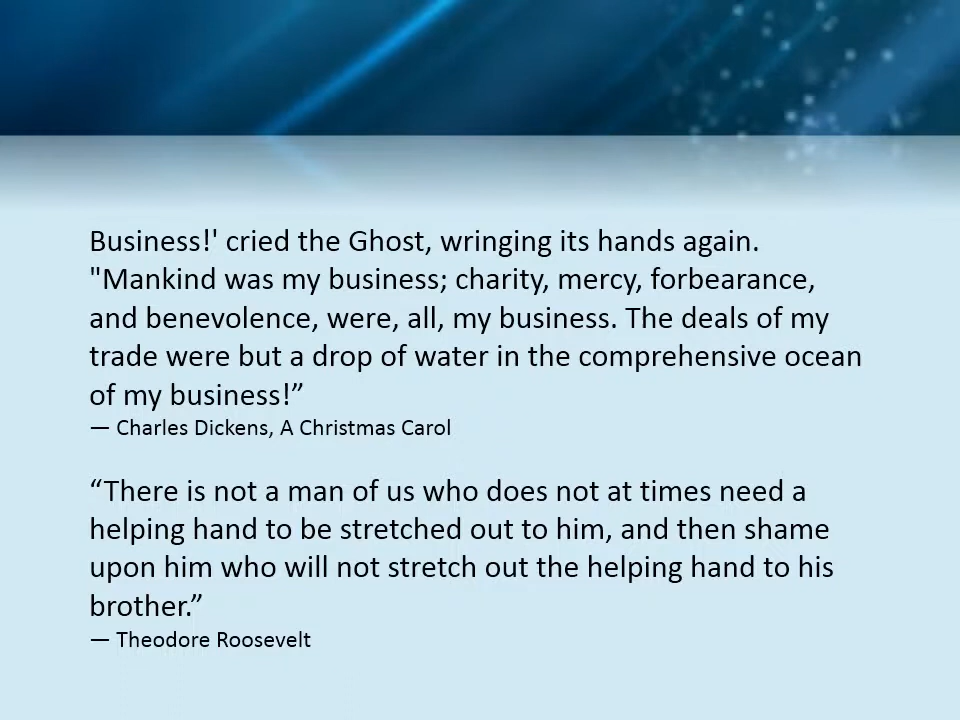 Business!' cried the Ghost, wringing its hands again.
"Mankind was my business; charity, mercy, forbearance,
and benevolence, were, all, my business. The deals of my
trade were but a drop of water in the comprehensive ocean
of my business!”
— Charles Dickens, A Christmas Carol
“There is not a man of us who does not at times need a
helping hand to be stretched out to him, and then shame
upon him who will not stretch out the helping hand to his
brother.”
— Theodore Roosevelt